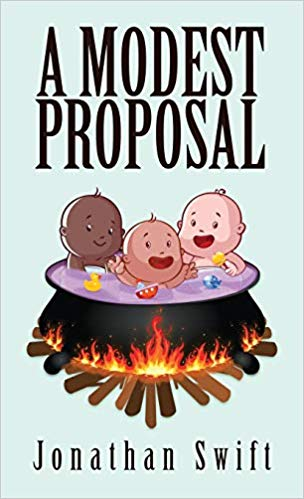 A MODEST
PROPOSAL
Jonathan Swift